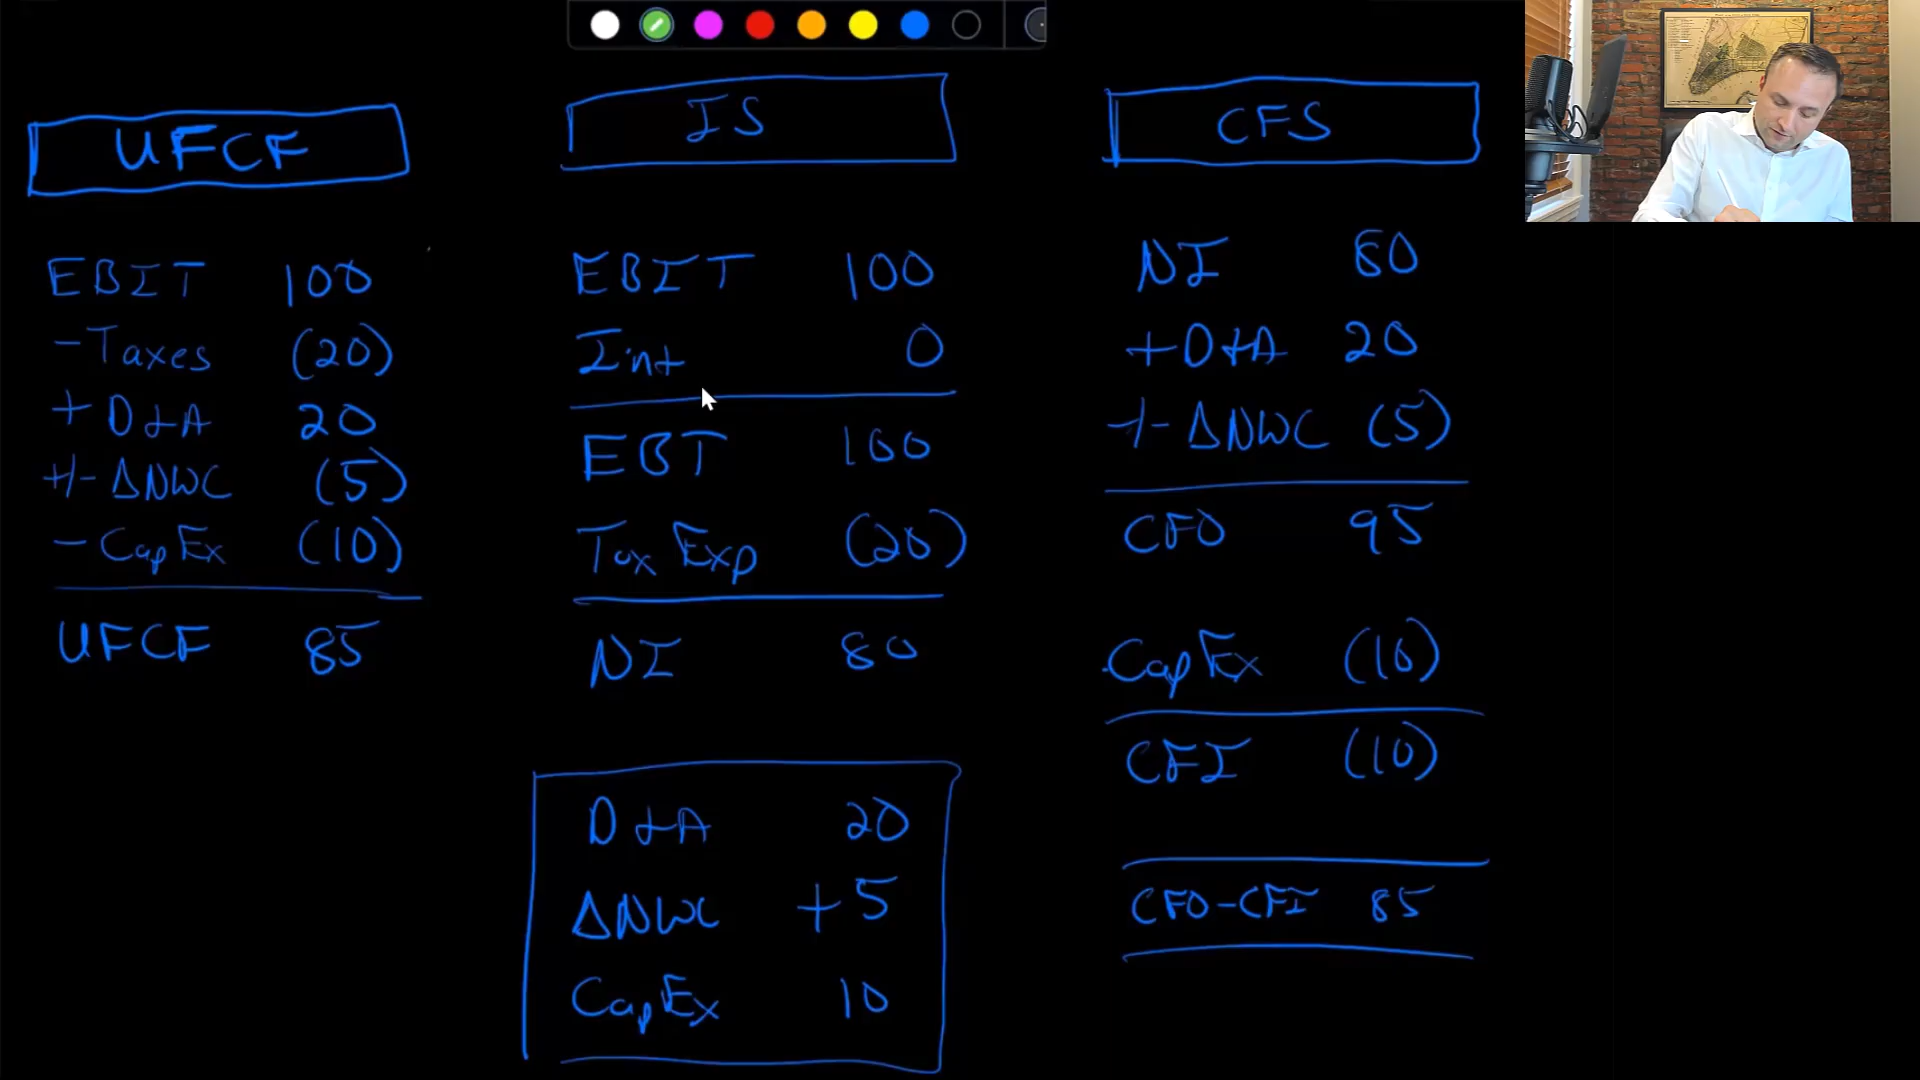 UFCF
EBIT 100
- Taxes (20)
+ D&A 20
+/- ΔNWC (5)
- CapEx (10)
UFCF 85
IS
EBIT 100
Int 0
EBT 100
Tax Exp (20)
NI 80
D&A 20
ΔNWC +5
CapEx 10
CFS
NI 80
+D&A 20
+/- ΔNWC (5)
CFO 95
CapEx (10)
CFI (10)
CFO-CFI 85